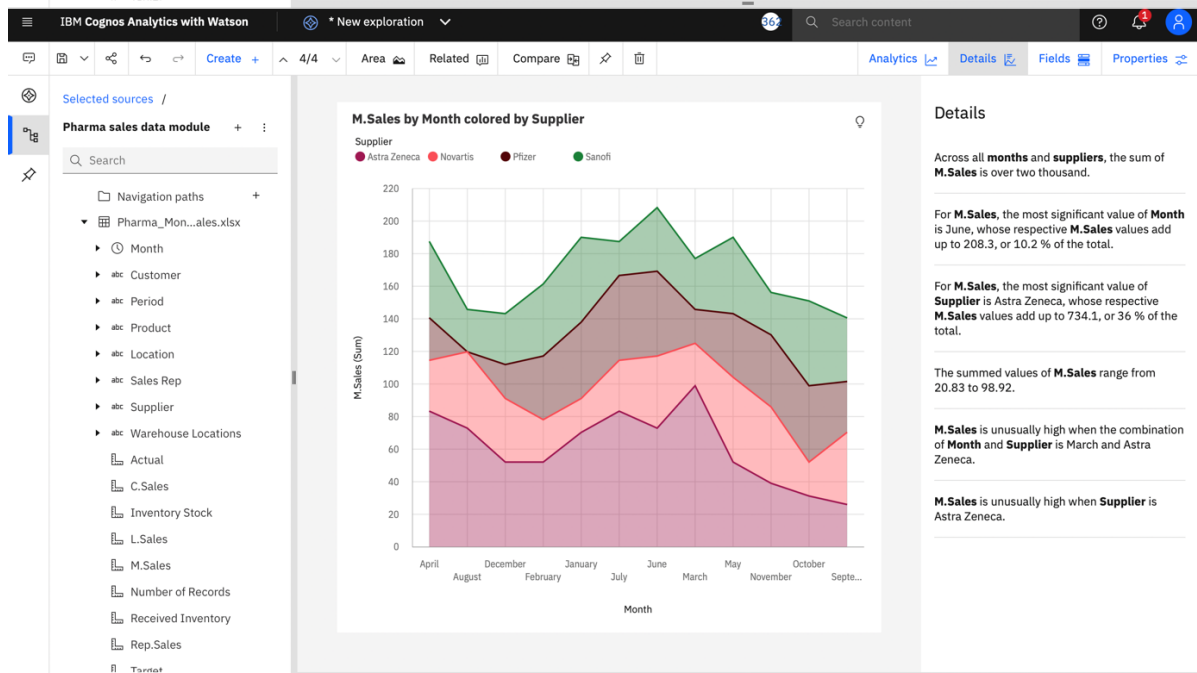 IBM Cognos Analytics with Watson
* New exploration
362
Search content
1
Create +
4/4
Area
Related
Compare
Analytics
Details
Fields
Properties
Selected sources /
Pharma sales data module
Search
Navigation paths
Pharma_Mon...ales.xlsx
Month
abc Customer
abc Period
abc Product
abc Location
abc Sales Rep
abc Supplier
abc Warehouse Locations
Actual
C.Sales
Inventory Stock
L.Sales
M.Sales
Number of Records
Received Inventory
Rep.Sales
Target
M.Sales by Month colored by Supplier
Supplier
Astra Zeneca Novartis Pfizer Sanofi
M.Sales (Sum)
220
200
180
160
140
120
100
80
60
40
20
0
April December January June May October
August February July March November Septe...
Month
Details
Across all months and suppliers, the sum of
M.Sales is over two thousand.
For M.Sales, the most significant value of Month
is June, whose respective M.Sales values add
up to 208.3, or 10.2 % of the total.
For M.Sales, the most significant value of
Supplier is Astra Zeneca, whose respective
M.Sales values add up to 734.1, or 36 % of the
total.
The summed values of M.Sales range from
20.83 to 98.92.
M.Sales is unusually high when the combination
of Month and Supplier is March and Astra
Zeneca.
M.Sales is unusually high when Supplier is
Astra Zeneca.